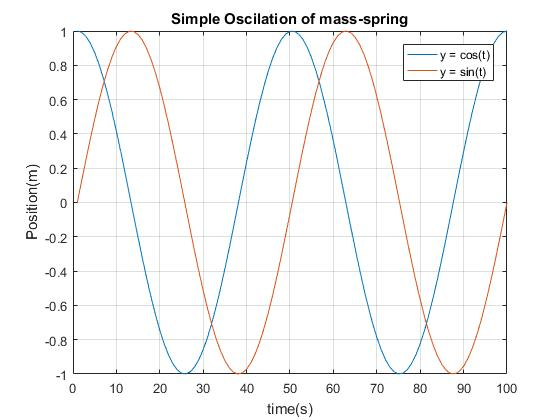 Simple Oscilation of mass-spring
y = cos(t)
y = sin(t)
1
0.8
0.6
0.4
0.2
0
-0.2
-0.4
-0.6
-0.8
-1
Position(m)
0 10 20 30 40 50 60 70 80 90 100
time(s)